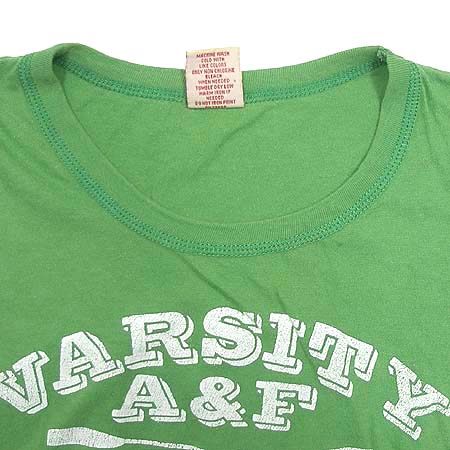 MACHINE WASH
COLD WITH
LIKE COLORS
ONLY NON CHLORINE
BLEACH
WHEN NEEDED
TUMBLE DRY LOW
WARM IRON IF
NEEDED
DO NOT IRON PRINT
VARSITY
A&F